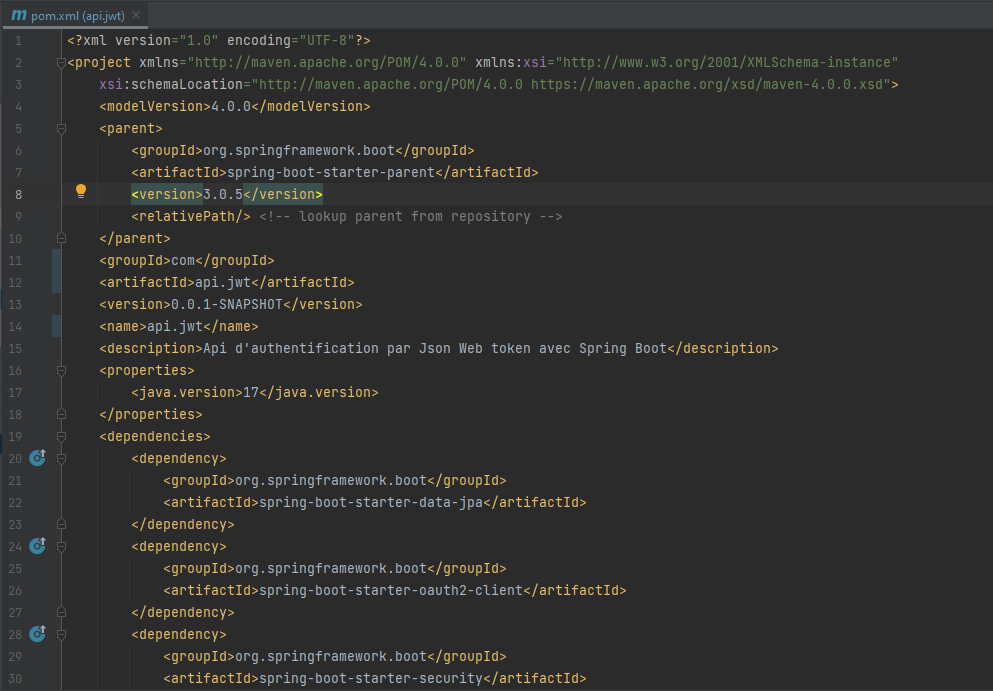 pom.xml (api.jwt)
1 <?xml version="1.0" encoding="UTF-8"?>
2 <project xmlns="http://maven.apache.org/POM/4.0.0" xmlns:xsi="http://www.w3.org/2001/XMLSchema-instance"
3     xsi:schemaLocation="http://maven.apache.org/POM/4.0.0 https://maven.apache.org/xsd/maven-4.0.0.xsd">
4     <modelVersion>4.0.0</modelVersion>
5     <parent>
6         <groupId>org.springframework.boot</groupId>
7         <artifactId>spring-boot-starter-parent</artifactId>
8         <version>3.0.5</version>
9         <relativePath/> <!-- lookup parent from repository -->
10     </parent>
11     <groupId>com</groupId>
12     <artifactId>api.jwt</artifactId>
13     <version>0.0.1-SNAPSHOT</version>
14     <name>api.jwt</name>
15     <description>Api d'authentification par Json Web token avec Spring Boot</description>
16     <properties>
17         <java.version>17</java.version>
18     </properties>
19     <dependencies>
20         <dependency>
21             <groupId>org.springframework.boot</groupId>
22             <artifactId>spring-boot-starter-data-jpa</artifactId>
23         </dependency>
24         <dependency>
25             <groupId>org.springframework.boot</groupId>
26             <artifactId>spring-boot-starter-oauth2-client</artifactId>
27         </dependency>
28         <dependency>
29             <groupId>org.springframework.boot</groupId>
30             <artifactId>spring-boot-starter-security</artifactId>